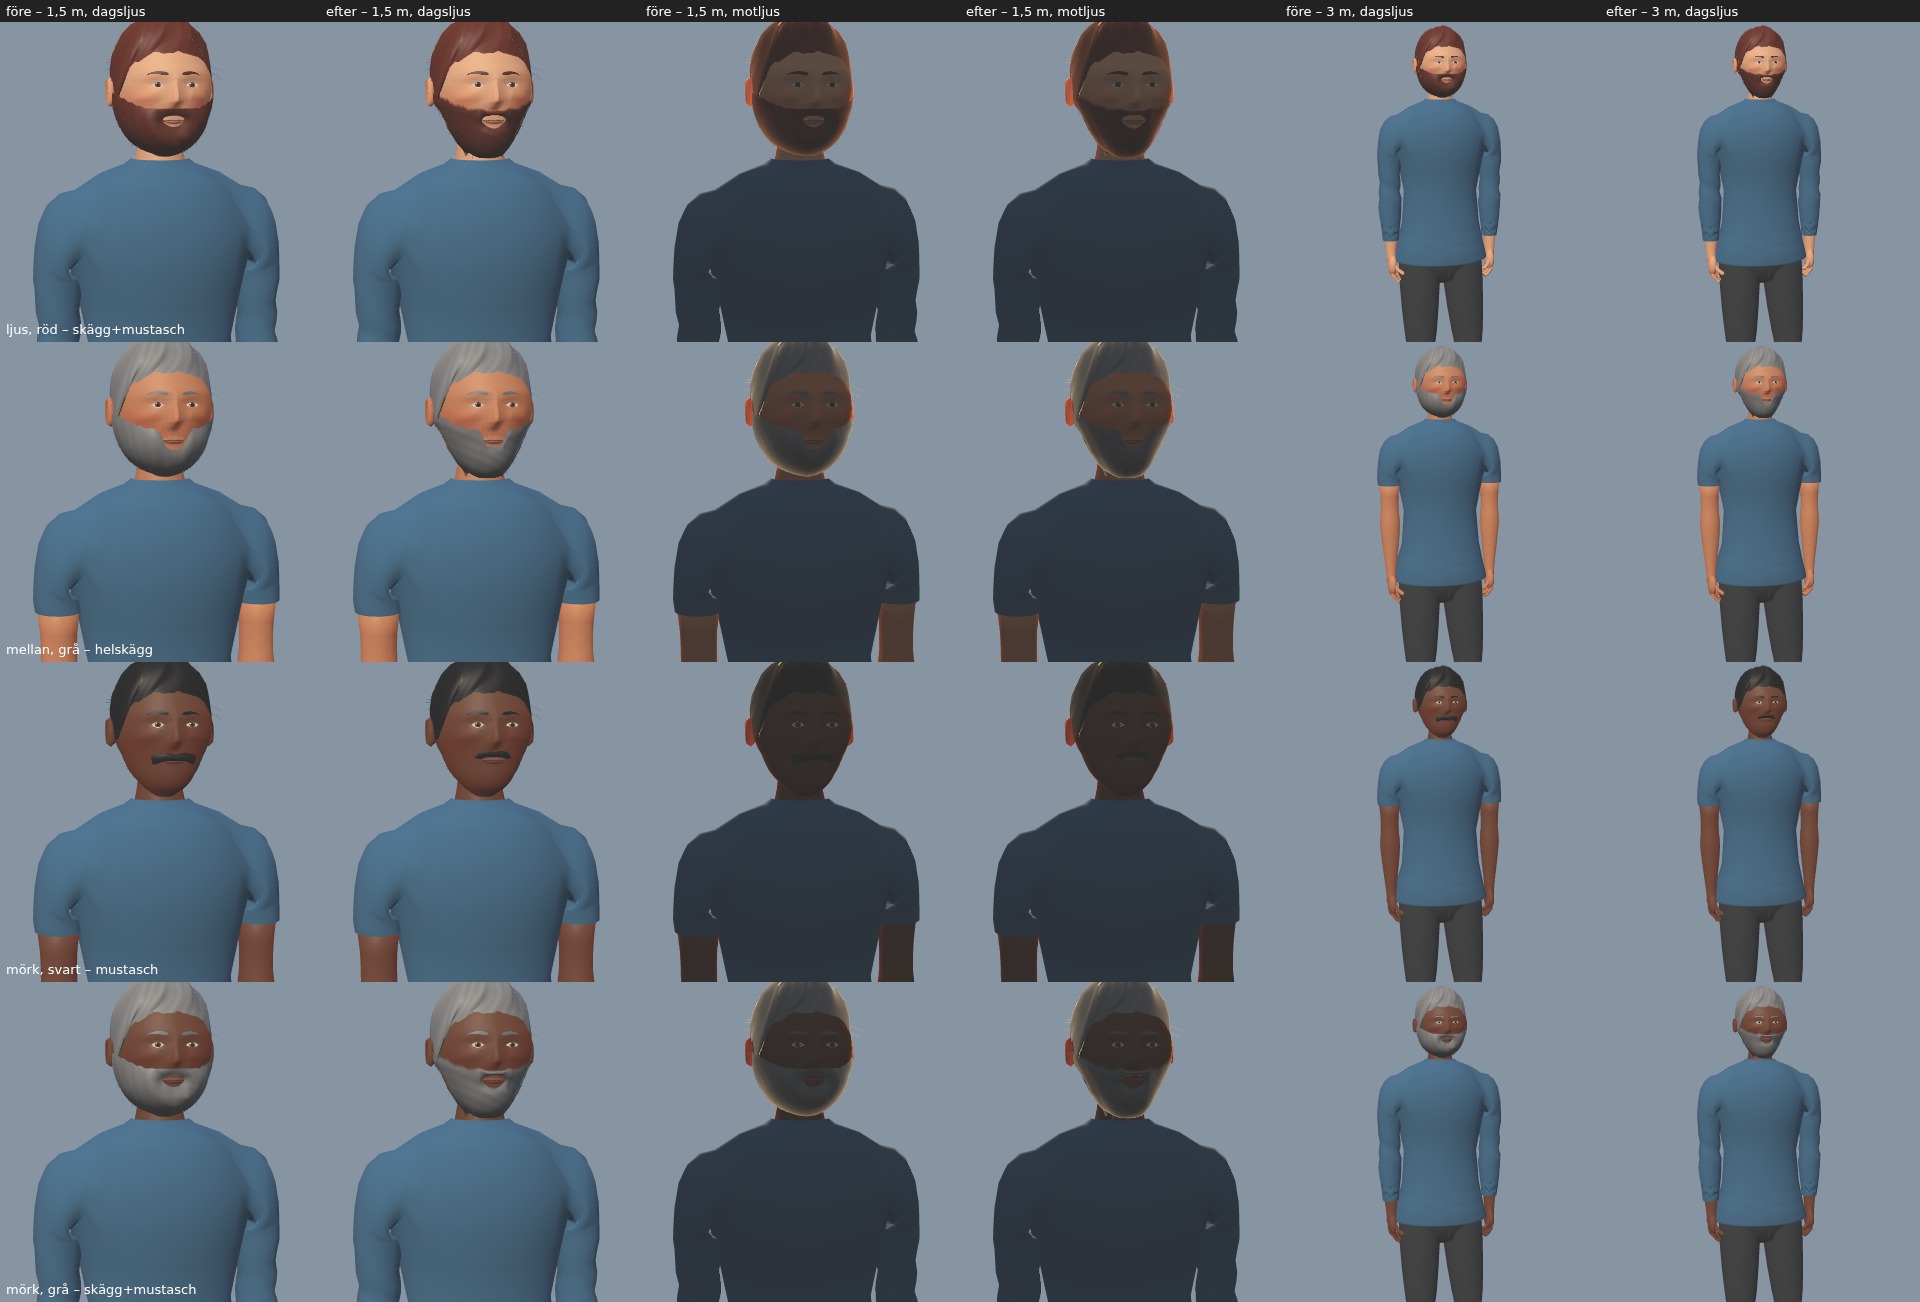 före – 1,5 m, dagsljus
efter – 1,5 m, dagsljus
före – 1,5 m, motljus
efter – 1,5 m, motljus
före – 3 m, dagsljus
efter – 3 m, dagsljus
ljus, röd – skägg+mustasch
mellan, grå – helskägg
mörk, svart – mustasch
mörk, grå – skägg+mustasch